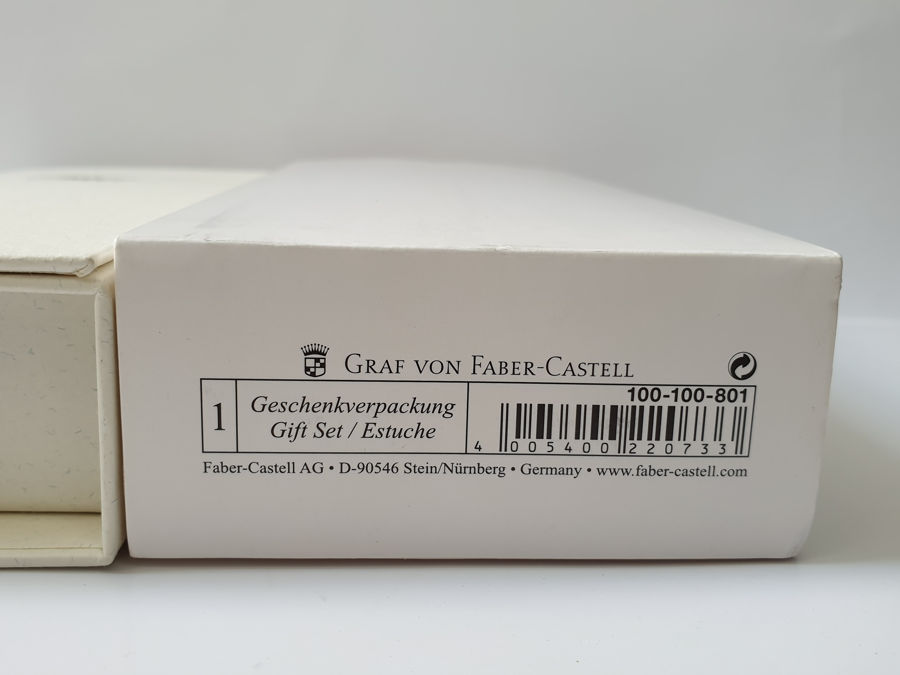 GRAF VON FABER-CASTELL
100-100-801
1
Geschenkverpackung
Gift Set / Estuche
4 005400 220733
Faber-Castell AG • D-90546 Stein/Nürnberg • Germany • www.faber-castell.com